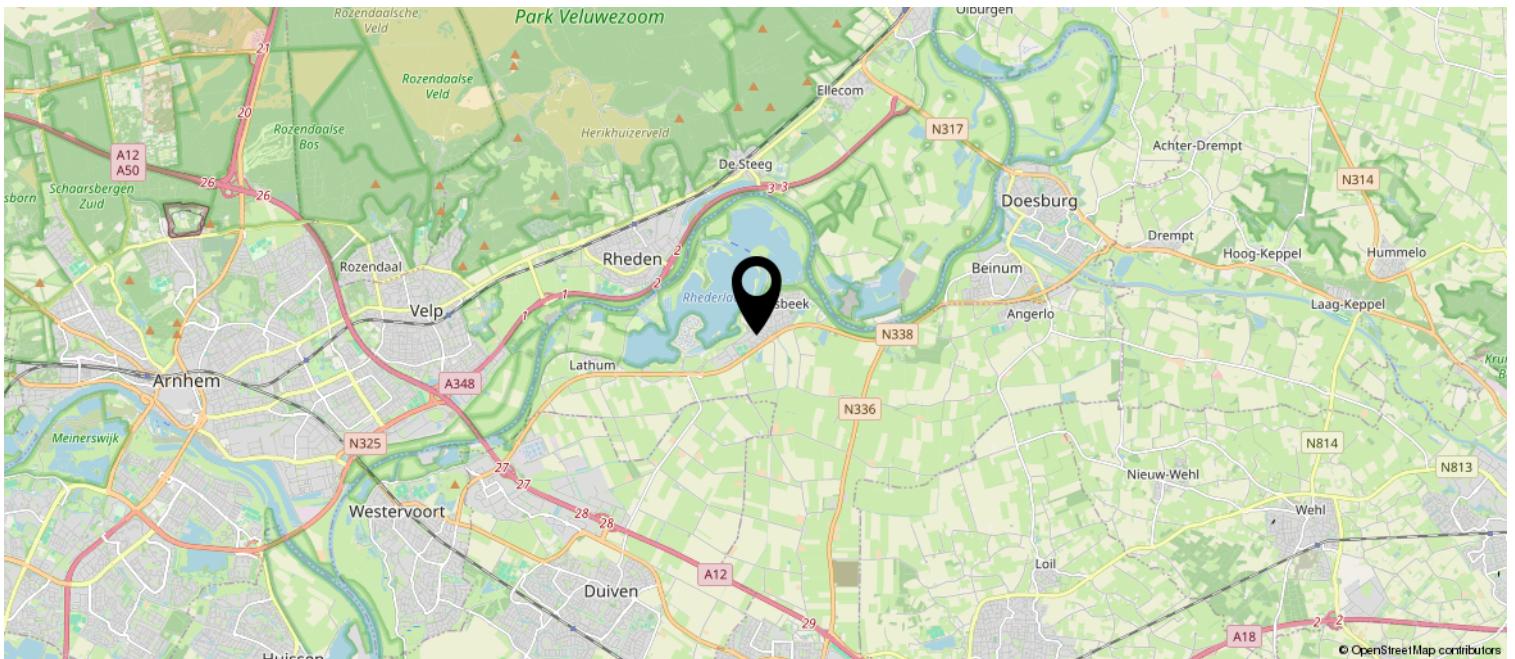 Rozendaalsche
Veld
Park Veluwezoom
Olburgen
21
Rozendaalse
Veld
Ellecom
20
Rozendaalse
Bos
Herikhuizerveld
N317
Achter-Drempt
A12
A50
De Steeg
26
26
3
3
N314
Schaarsbergen
Zuid
sborn
Doesburg
Drempt
Hoog-Keppel
Hummelo
2
Rheden
Rozendaal
Beinum
2
1
Laag-Keppel
sbeek
Angerlo
Velp
1
N338
Lathum
Arnhem
A348
N336
Meinerswijk
N325
N814
27
N813
Nieuw-Wehl
27
Westervoort
28
28
Wehl
Loil
A12
Duiven
29
2
2
A18
© OpenStreetMap contributors